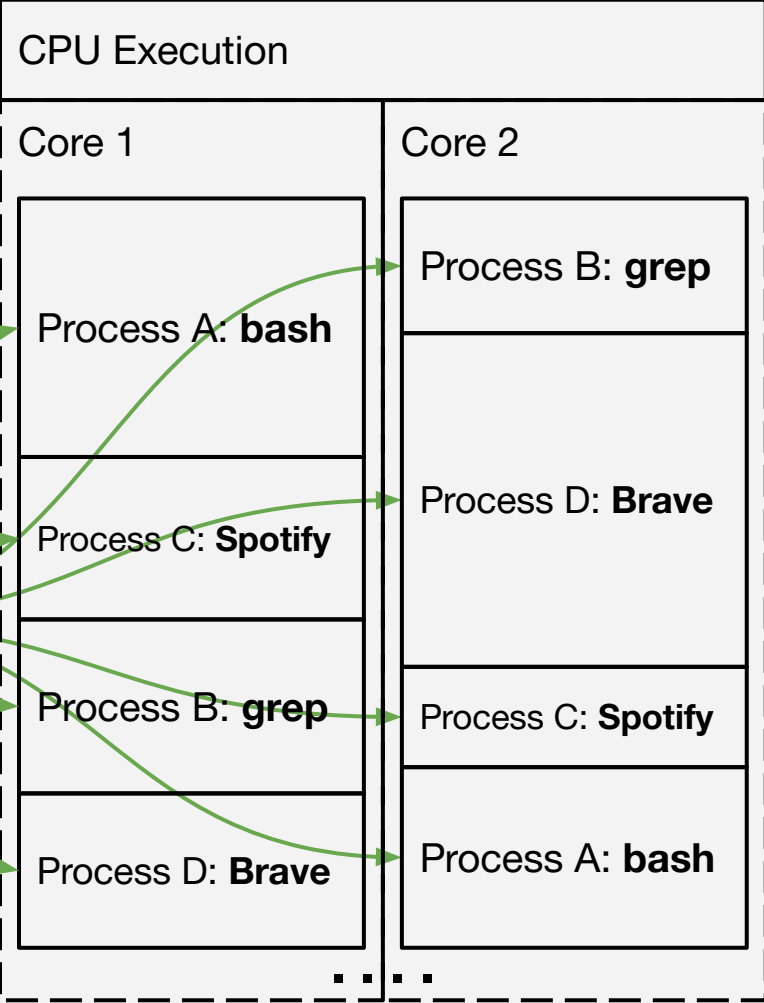 CPU Execution
Core 1
Process A: bash
Process C: Spotify
Process B: grep
Process D: Brave
Core 2
Process B: grep
Process D: Brave
Process C: Spotify
Process A: bash
. . . .